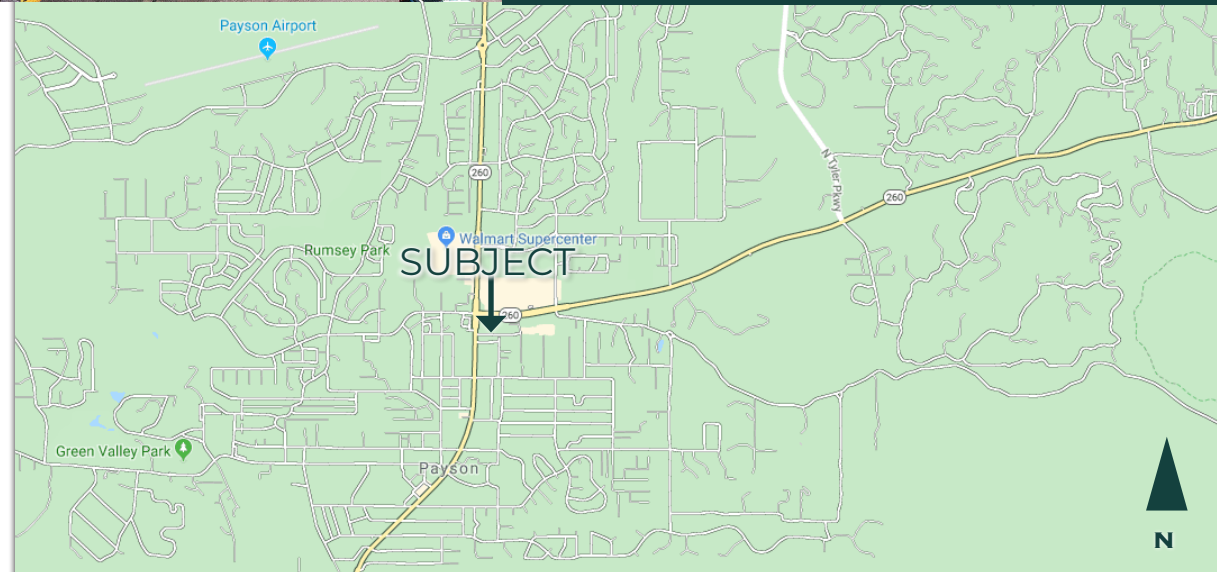 Payson Airport
260
N Tyler Pkwy
260
Walmart Supercenter
Rumsey Park
SUBJECT
260
Green Valley Park
Payson
N